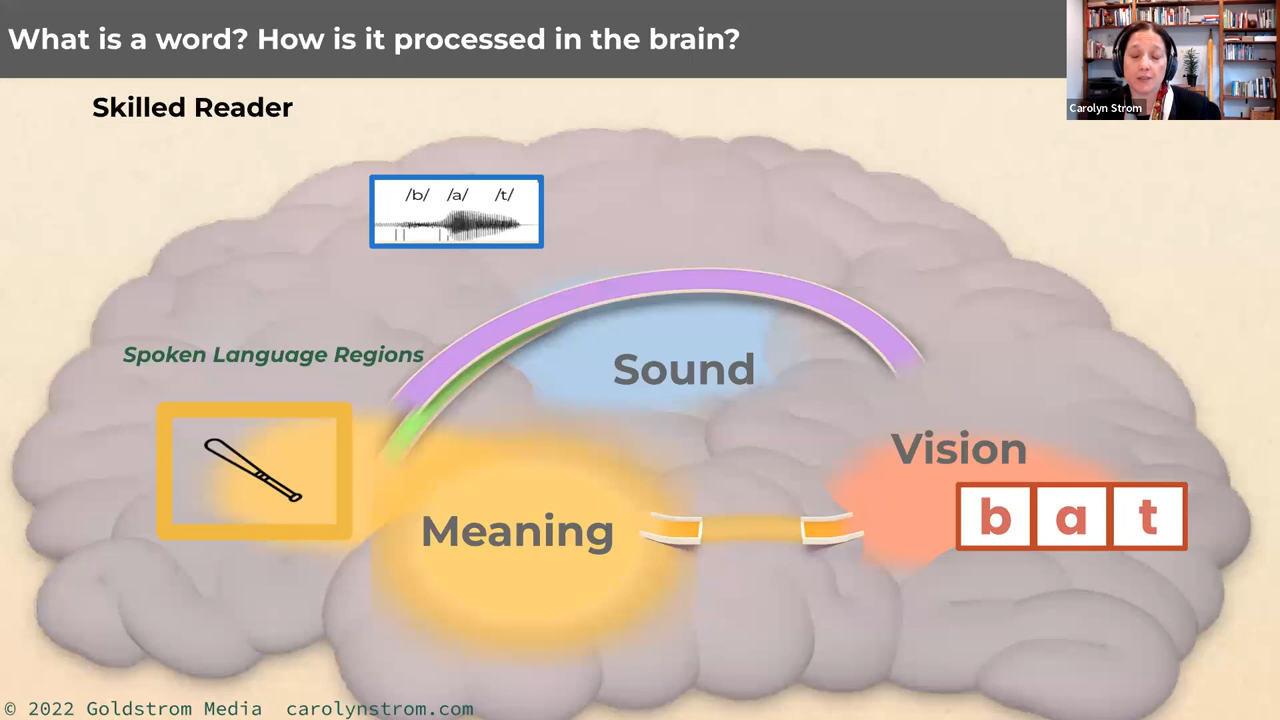 What is a word? How is it processed in the brain?
Carolyn Strom
Skilled Reader
/b/ /a/ /t/
Spoken Language Regions
Sound
Vision
b a t
Meaning
© 2022 Goldstrom Media carolynstrom.com